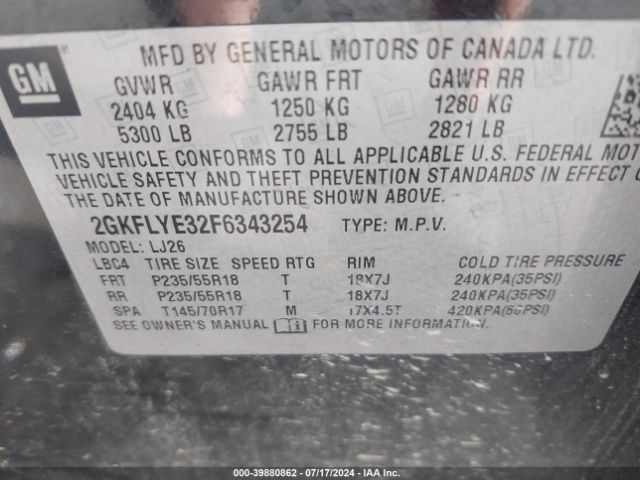 GM
MFD BY GENERAL MOTORS OF CANADA LTD.
GVWR GAWR FRT GAWR RR
2404 KG 1250 KG 1280 KG
5300 LB 2755 LB 2821 LB
THIS VEHICLE CONFORMS TO ALL APPLICABLE U.S. FEDERAL MOT
VEHICLE SAFETY AND THEFT PREVENTION STANDARDS IN EFFECT
THE DATE OF MANUFACTURE SHOWN ABOVE.
2GKFLYE32F6343254 TYPE: M.P.V.
MODEL: LJ26
LBC4 TIRE SIZE SPEED RTG RIM COLD TIRE PRESSURE
FRT P235/55R18 T 18X7J 240KPA(35PSI)
RR P235/55R18 T 18X7J 240KPA(35PSI)
SPA T145/70R17 M 17X4.5T 420KPA(60PSI)
SEE OWNER'S MANUAL FOR MORE INFORMATION.
000-39880862 - 07/17/2024 - IAA Inc.